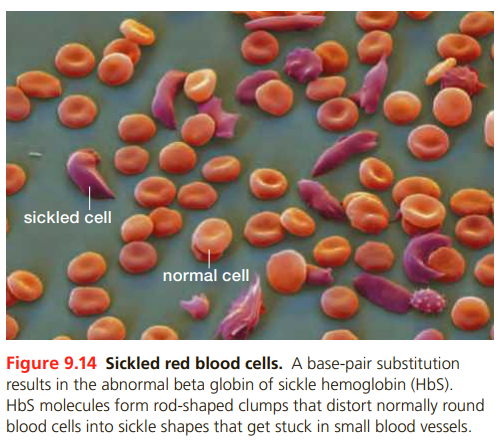 sickled cell
normal cell
Figure 9.14 Sickled red blood cells. A base-pair substitution
results in the abnormal beta globin of sickle hemoglobin (HbS).
HbS molecules form rod-shaped clumps that distort normally round
blood cells into sickle shapes that get stuck in small blood vessels.